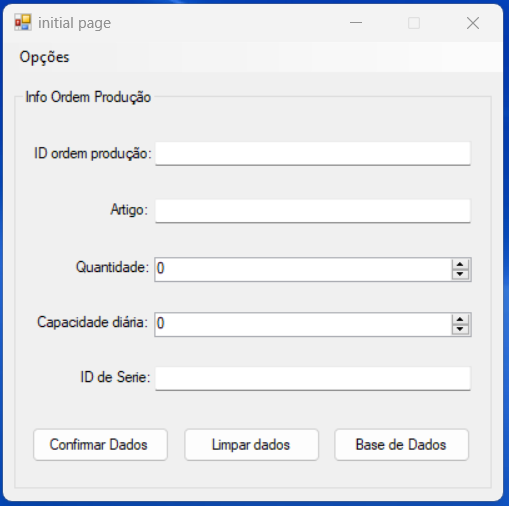 initial page
Opções
Info Ordem Produção
ID ordem produção:
Artigo:
Quantidade: 0
Capacidade diária: 0
ID de Serie:
Confirmar Dados Limpar dados Base de Dados